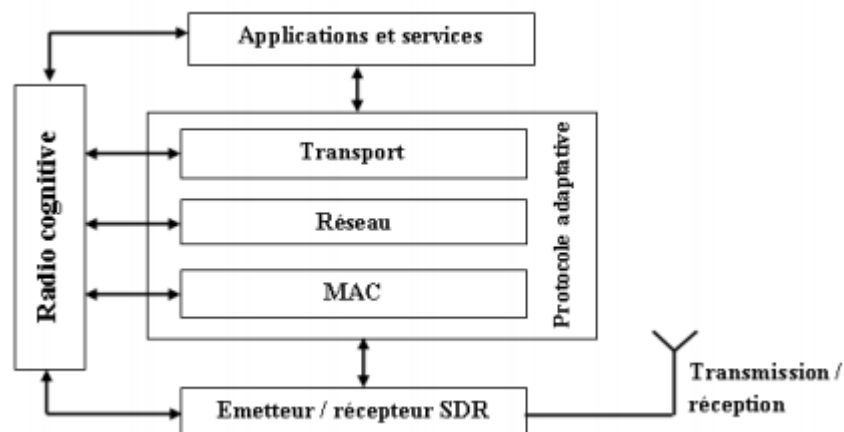 Applications et services
Radio cognitive
Transport
Réseau
MAC
Protocole adaptative
Emetteur / récepteur SDR
Transmission /
réception